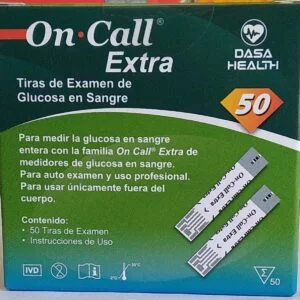 On·Call®
Extra
DASA
HEALTH
Tiras de Examen de
Glucosa en Sangre
50
Para medir la glucosa en sangre
entera con la familia On Call® Extra de
medidores de glucosa en sangre.
Para auto examen y uso profesional.
Para usar únicamente fuera del
cuerpo.
Contenido:
• 50 Tiras de Examen
• Instrucciones de Uso
On-Call Extra
On-Call Extra
IVD
2
2°C
30°C
Σ
50